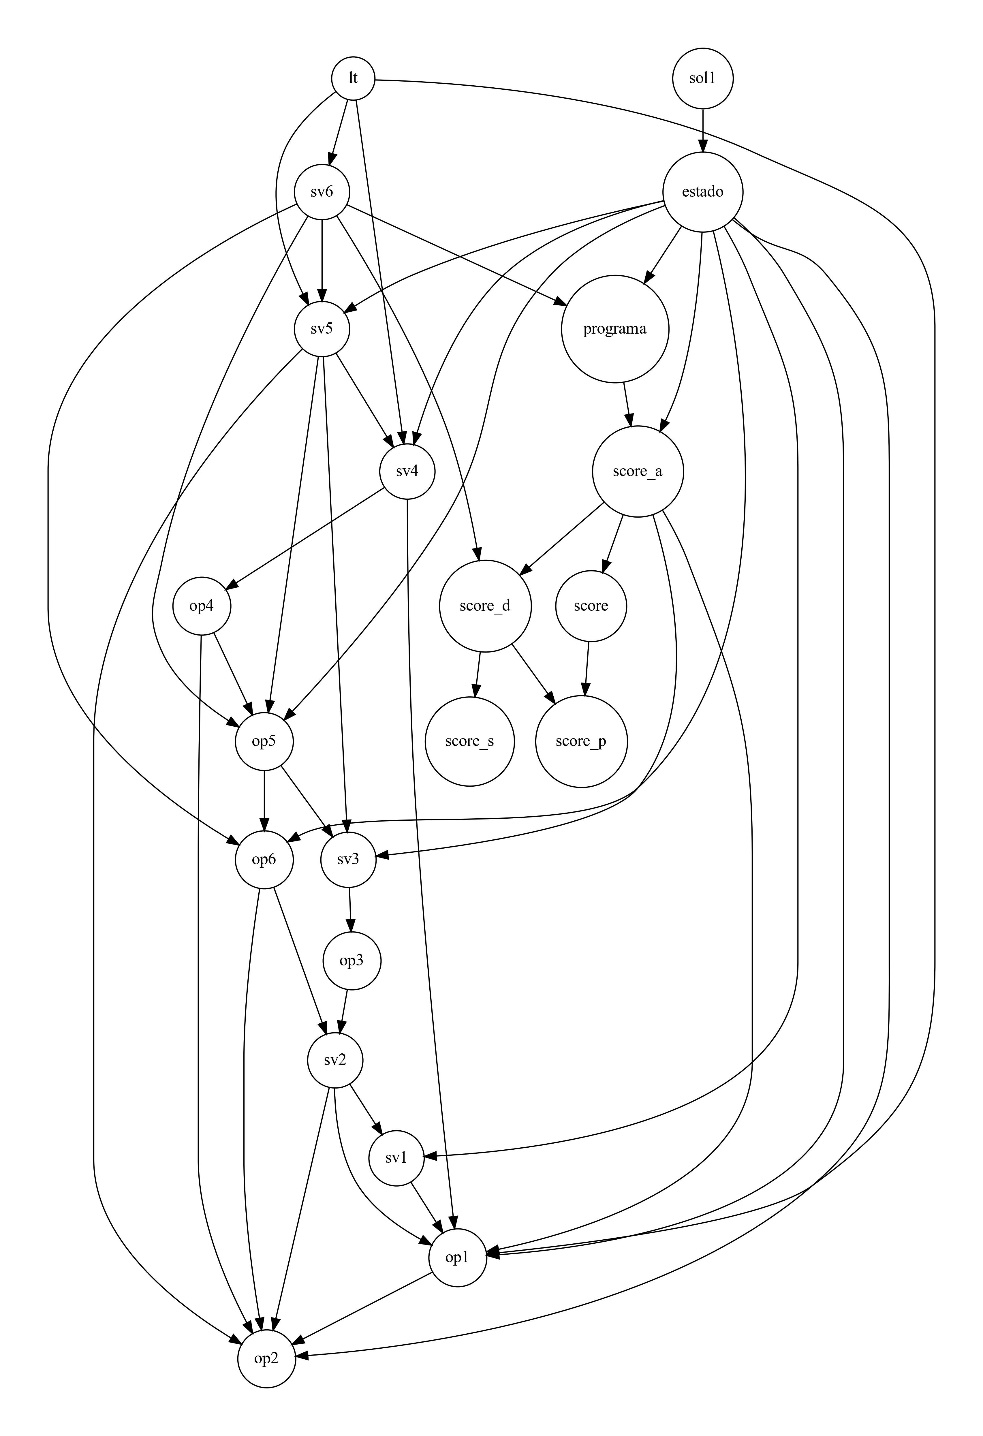 lt
sol1
sv6
estado
sv5
programa
sv4
score_a
op4
score_d
score
op5
score_s
score_p
op6
sv3
op3
sv2
sv1
op1
op2